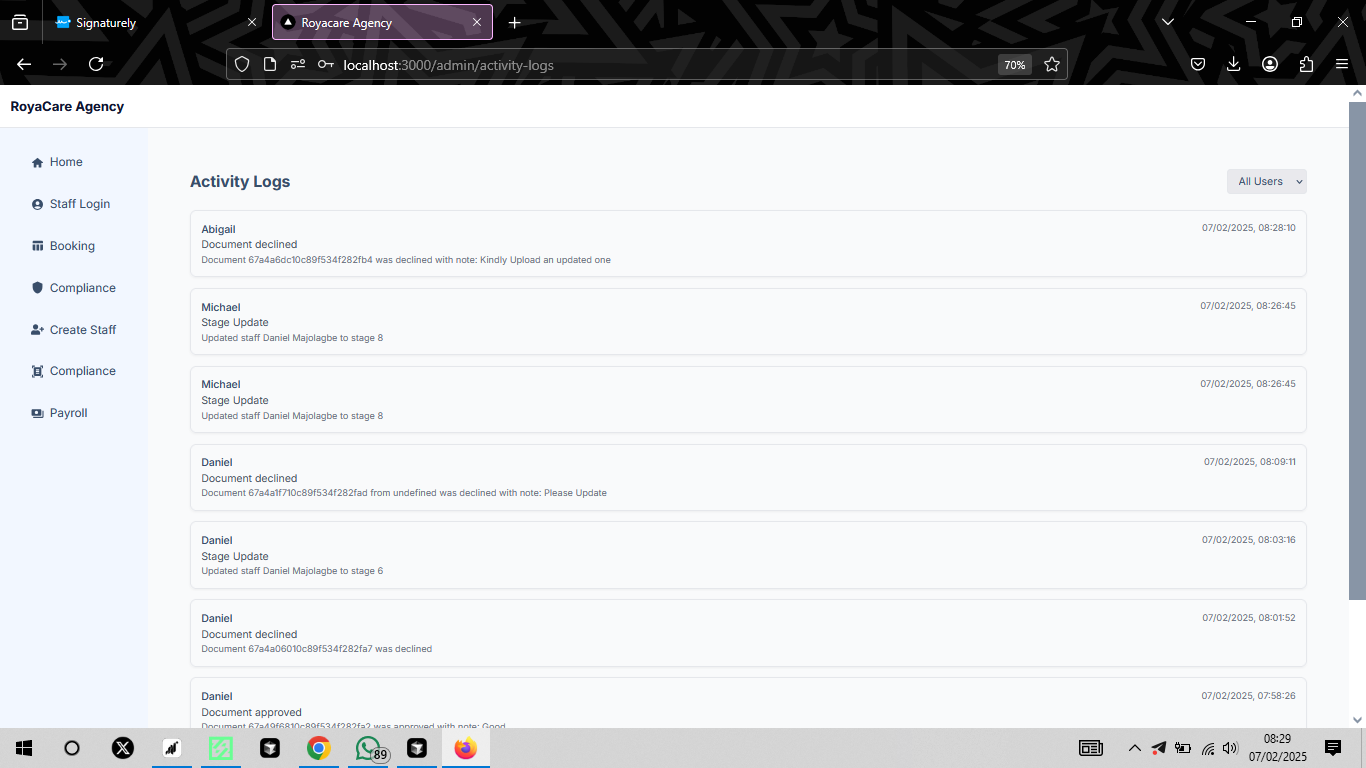 Signaturely
Royacare Agency
localhost:3000/admin/activity-logs
70%
RoyaCare Agency
Home
Staff Login
Booking
Compliance
Create Staff
Compliance
Payroll
Activity Logs
All Users
Abigail
07/02/2025, 08:28:10
Document declined
Document 67a4a6dc10c89f534f282fb4 was declined with note: Kindly Upload an updated one
Michael
07/02/2025, 08:26:45
Stage Update
Updated staff Daniel Majolagbe to stage 8
Michael
07/02/2025, 08:26:45
Stage Update
Updated staff Daniel Majolagbe to stage 8
Daniel
07/02/2025, 08:09:11
Document declined
Document 67a4a1f710c89f534f282fad from undefined was declined with note: Please Update
Daniel
07/02/2025, 08:03:16
Stage Update
Updated staff Daniel Majolagbe to stage 6
Daniel
07/02/2025, 08:01:52
Document declined
Document 67a4a06010c89f534f282fa7 was declined
Daniel
07/02/2025, 07:58:26
Document approved
Document 67a49f6810c89f534f282fa2 was approved with note: Good
89
08:29
07/02/2025